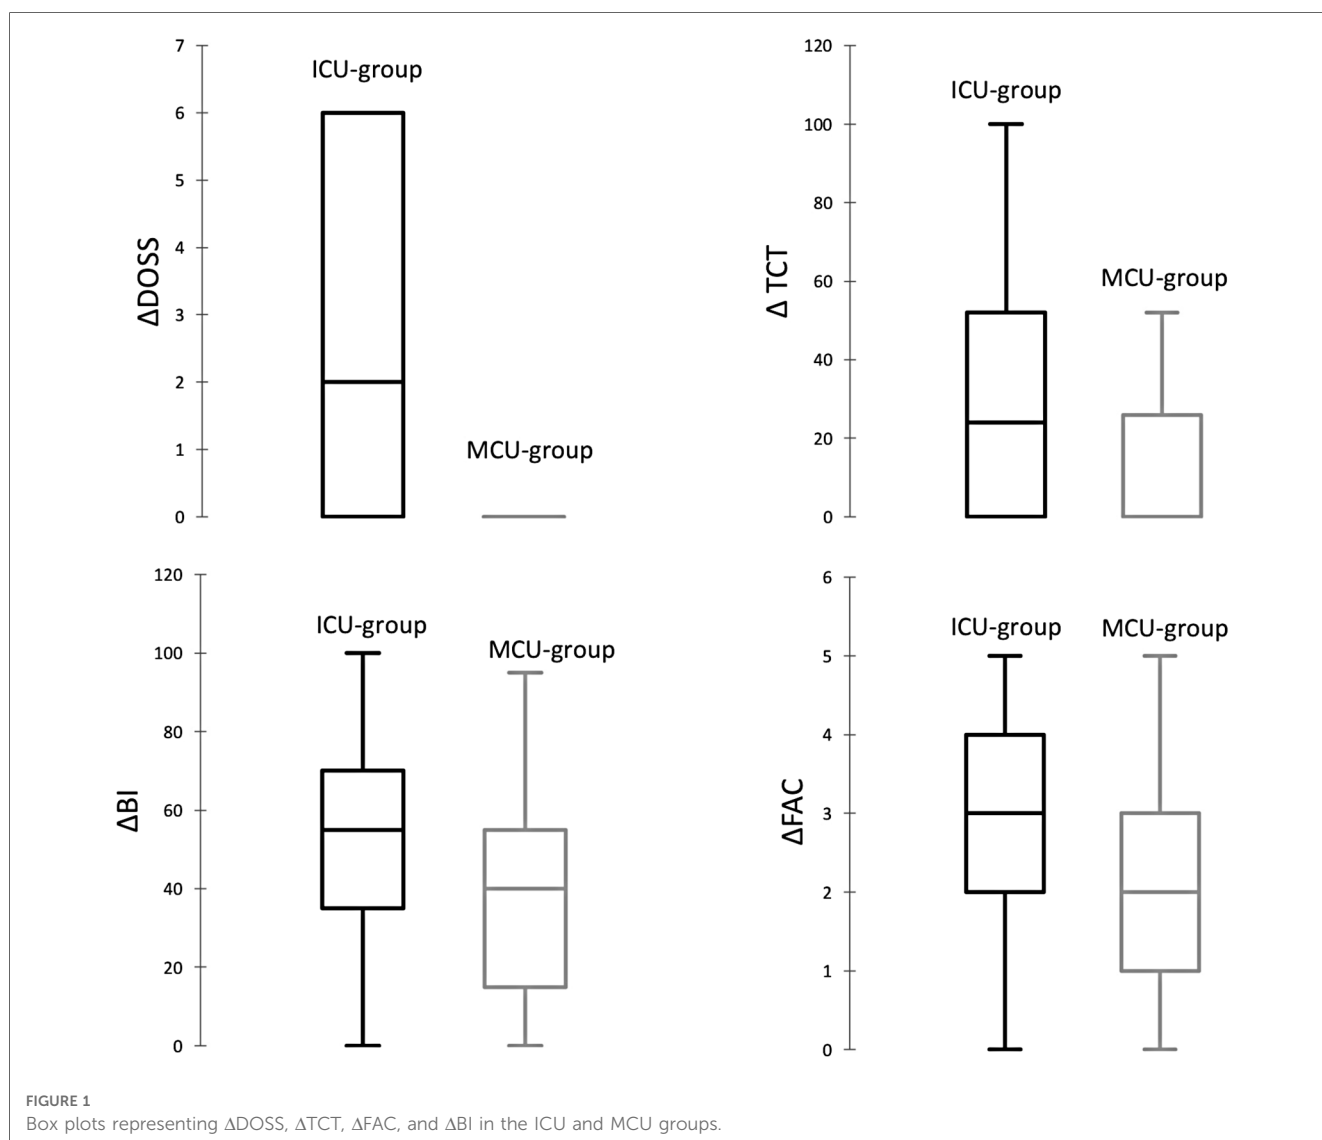 7
6
5
4
3
2
1
0
ΔDOSS
ICU-group
MCU-group
120
100
80
60
40
20
0
Δ TCT
ICU-group
MCU-group
120
100
80
60
40
20
0
ΔBI
ICU-group
MCU-group
6
5
4
3
2
1
0
ΔFAC
ICU-group
MCU-group
FIGURE 1
Box plots representing ΔDOSS, ΔTCT, ΔFAC, and ΔBI in the ICU and MCU groups.